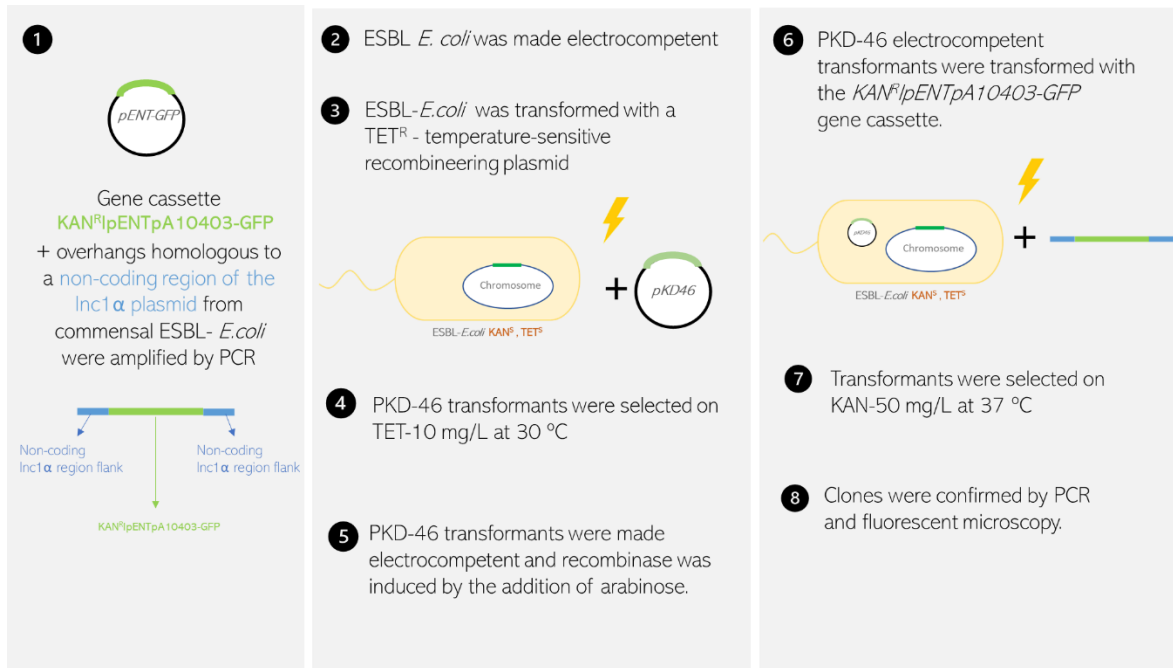 1
pENT-GFP
Gene cassette
KANᴿ|pENTpA10403-GFP
+ overhangs homologous to
a non-coding region of the
Inc1α plasmid from
commensal ESBL- E.coli
were amplified by PCR
Non-coding
Inc1α region flank
Non-coding
Inc1α region flank
KANᴿ|pENTpA10403-GFP
2 ESBL E. coli was made electrocompetent
3 ESBL-E.coli was transformed with a
TETᴿ - temperature-sensitive
recombineering plasmid
Chromosome
+
pKD46
ESBL-E.coli KANˢ, TETˢ
4 PKD-46 transformants were selected on
TET-10 mg/L at 30 °C
5 PKD-46 transformants were made
electrocompetent and recombinase was
induced by the addition of arabinose.
6 PKD-46 electrocompetent
transformants were transformed with
the KANᴿ|pENTpA10403-GFP
gene cassette.
pKD46
Chromosome
+
ESBL-E.coli KANˢ, TETˢ
7 Transformants were selected on
KAN-50 mg/L at 37 °C
8 Clones were confirmed by PCR
and fluorescent microscopy.